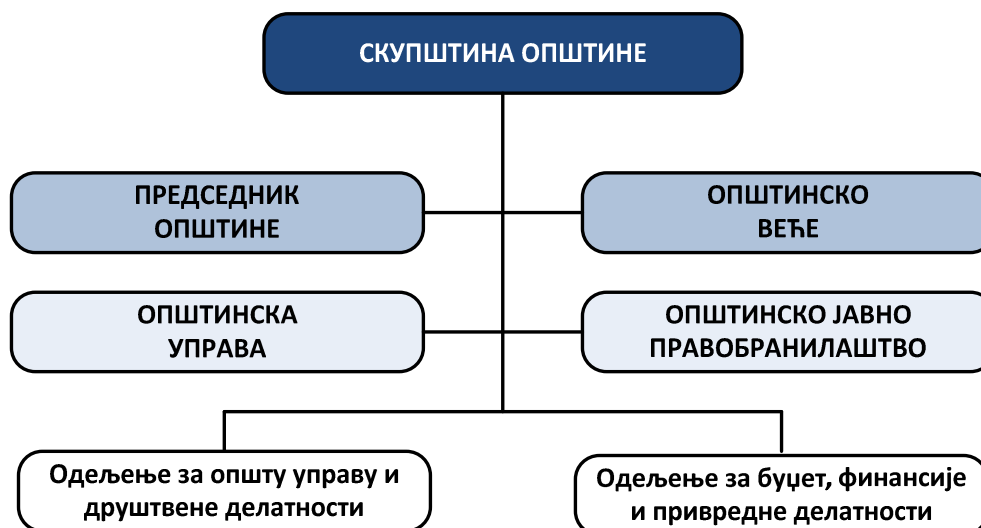 СКУПШТИНА ОПШТИНЕ
ПРЕДСЕДНИК
ОПШТИНЕ
ОПШТИНСКО
ВЕЋЕ
ОПШТИНСКА
УПРАВА
ОПШТИНСКО ЈАВНО
ПРАВОБРАНИЛАШТВО
Одељење за општу управу и
друштвене делатности
Одељење за буџет, финансије
и привредне делатности